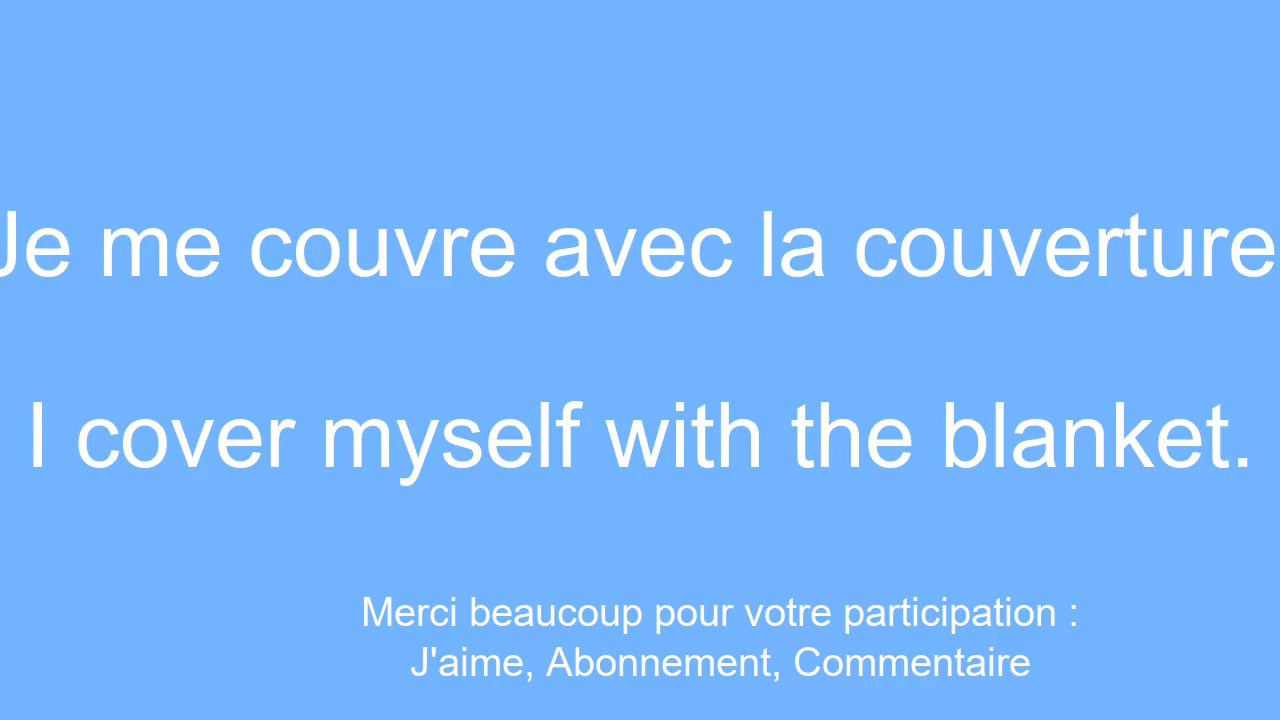 Je me couvre avec la couverture
I cover myself with the blanket.
Merci beaucoup pour votre participation :
J'aime, Abonnement, Commentaire